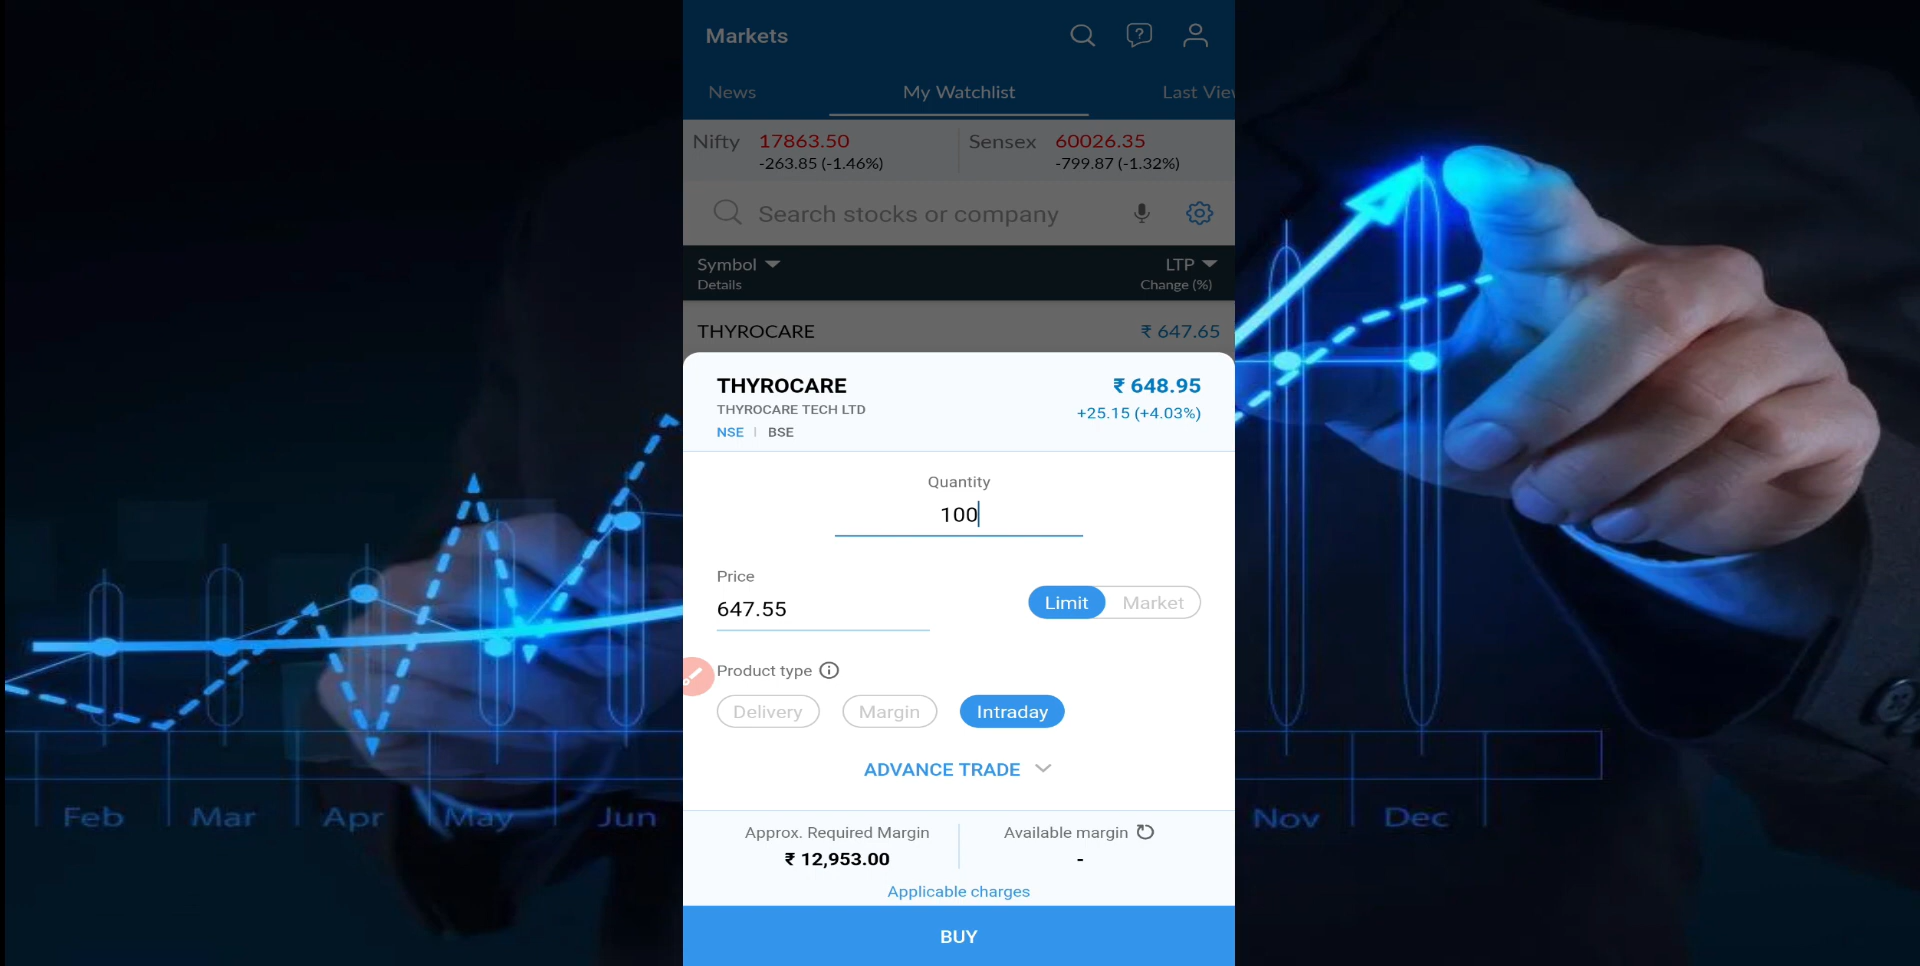 Markets
News My Watchlist Last View
Nifty 17863.50 Sensex 60026.35
-263.85 (-1.46%) -799.87 (-1.32%)
Search stocks or company
Symbol LTP
Details Change (%)
THYROCARE ₹ 647.65
THYROCARE ₹ 648.95
THYROCARE TECH LTD +25.15 (+4.03%)
NSE | BSE
Quantity
100
Price
647.55 Limit Market
Product type
Delivery Margin Intraday
ADVANCE TRADE
Approx. Required Margin Available margin
₹ 12,953.00 -
Applicable charges
BUY
Feb Mar Apr May Jun Nov Dec